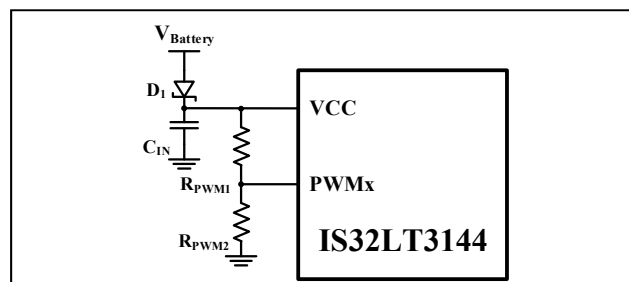 VBattery
D1
VCC
CIN
RPWM1
PWMx
RPWM2
IS32LT3144